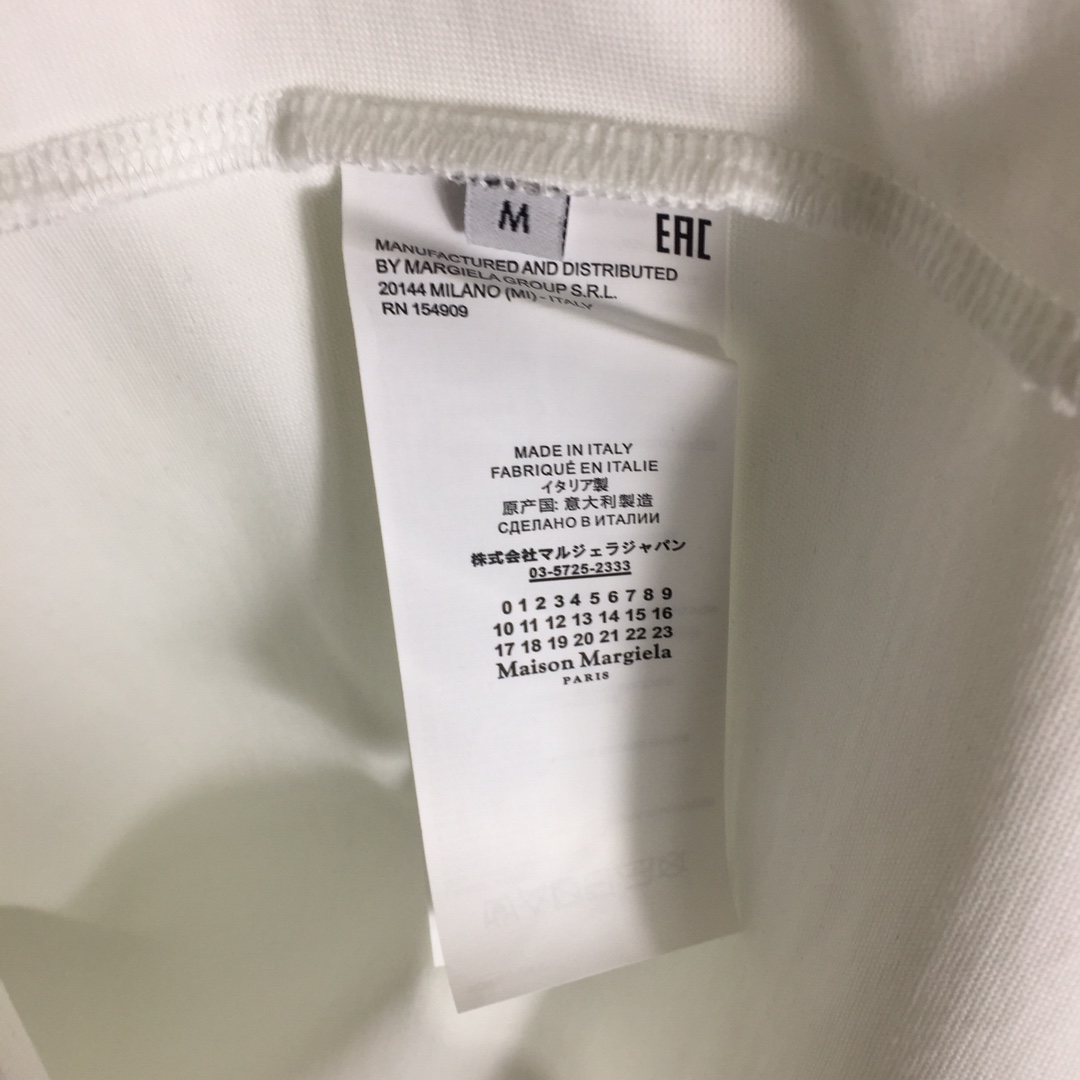 M
EAC
MANUFACTURED AND DISTRIBUTED
BY MARGIELA GROUP S.R.L.
20144 MILANO (MI) - ITALY
RN 154909
MADE IN ITALY
FABRIQUÉ EN ITALIE
イタリア製
原产国: 意大利製造
СДЕЛАНО В ИТАЛИИ
株式会社マルジェラジャパン
03-5725-2333
0 1 2 3 4 5 6 7 8 9
10 11 12 13 14 15 16
17 18 19 20 21 22 23
Maison Margiela
PARIS